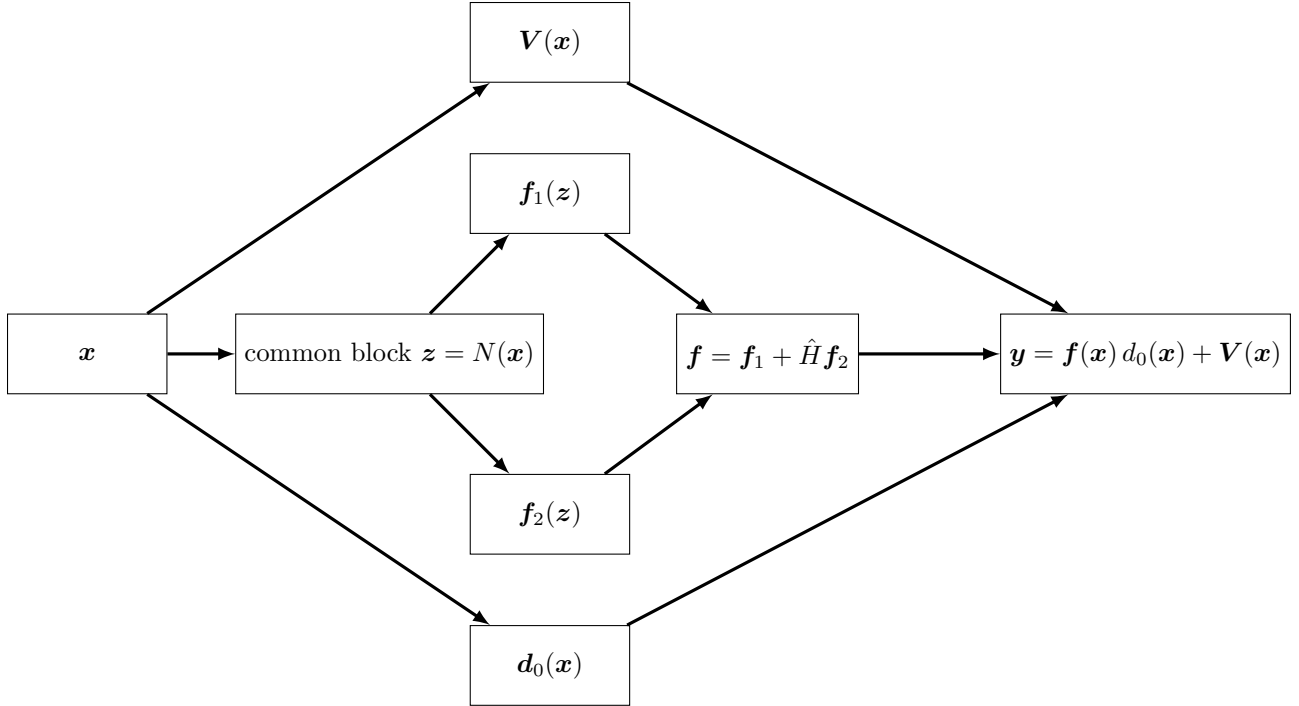 V(x)
f₁(z)
x
common block z = N(x)
f = f₁ + Ĥf₂
y = f(x) d₀(x) + V(x)
f₂(z)
d₀(x)